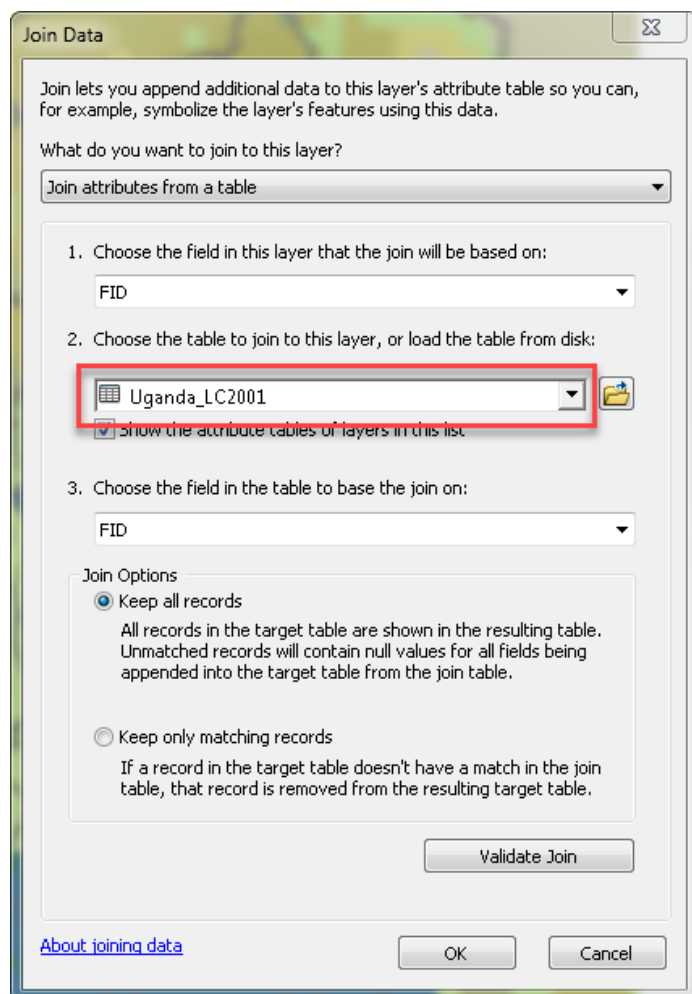 Join Data
Join lets you append additional data to this layer's attribute table so you can,
for example, symbolize the layer's features using this data.
What do you want to join to this layer?
Join attributes from a table
1. Choose the field in this layer that the join will be based on:
FID
2. Choose the table to join to this layer, or load the table from disk:
Uganda_LC2001
Show the attribute tables of layers in this list
3. Choose the field in the table to base the join on:
FID
Join Options
Keep all records
All records in the target table are shown in the resulting table.
Unmatched records will contain null values for all fields being
appended into the target table from the join table.
Keep only matching records
If a record in the target table doesn't have a match in the join
table, that record is removed from the resulting target table.
Validate Join
About joining data
OK
Cancel